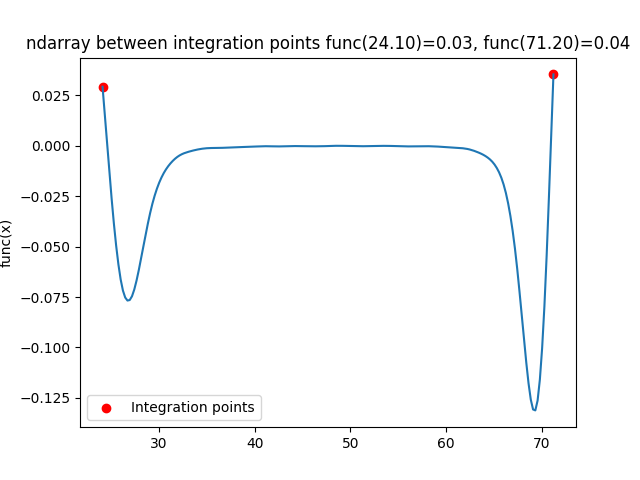 ndarray between integration points func(24.10)=0.03, func(71.20)=0.04
func(x)
0.025
0.000
−0.025
−0.050
−0.075
−0.100
−0.125
Integration points
30 40 50 60 70